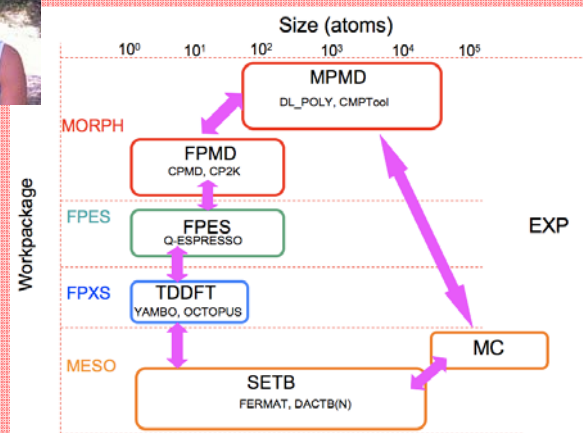 Size (atoms)
10⁰ 10¹ 10² 10³ 10⁴ 10⁵
MPMD
DL_POLY, CMPTool
MORPH
FPMD
CPMD, CP2K
Workpackage
FPES
FPES
Q-ESPRESSO
EXP
FPXS
TDDFT
YAMBO, OCTOPUS
MESO
MC
SETB
FERMAT, DACTB(N)